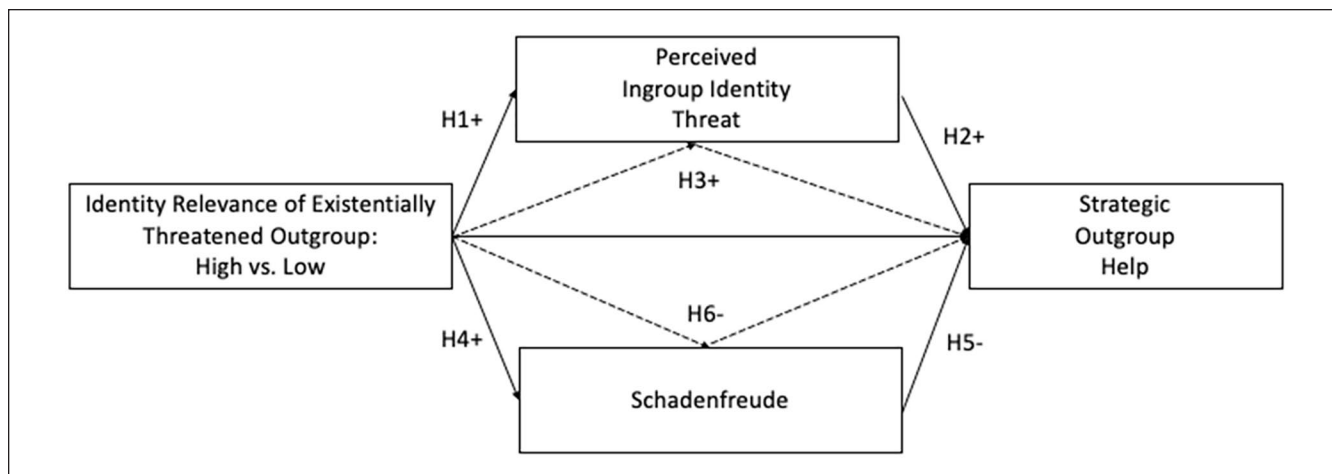 Perceived
Ingroup Identity
Threat
H1+
H2+
H3+
Identity Relevance of Existentially
Threatened Outgroup:
High vs. Low
Strategic
Outgroup
Help
H6-
H4+
H5-
Schadenfreude